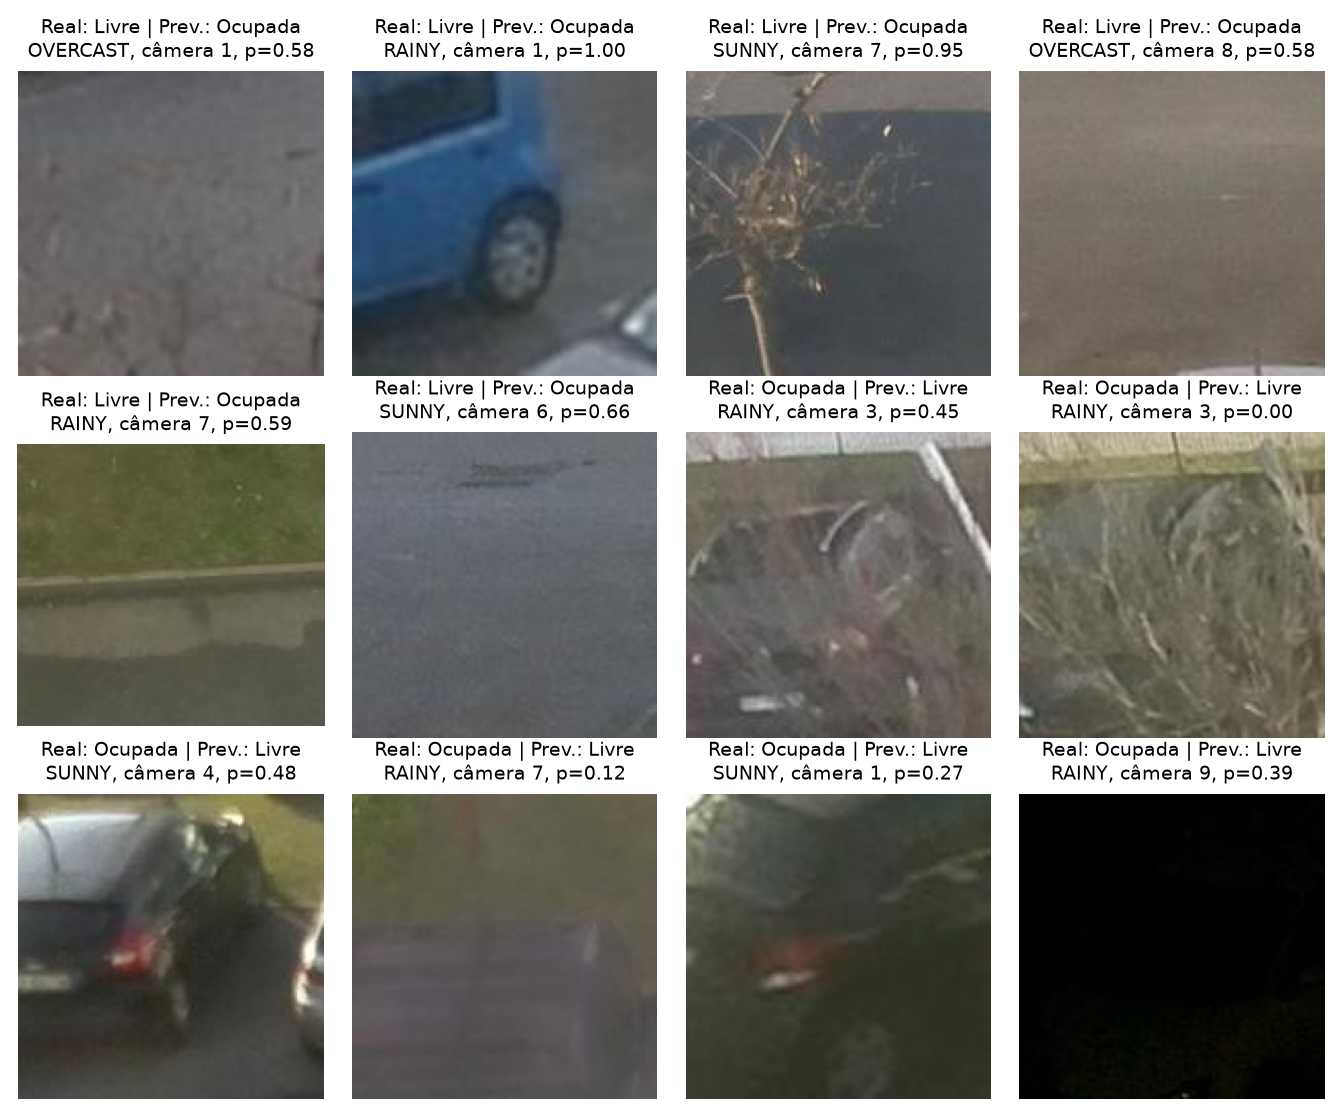 Real: Livre | Prev.: Ocupada
OVERCAST, câmera 1, p=0.58
Real: Livre | Prev.: Ocupada
RAINY, câmera 1, p=1.00
Real: Livre | Prev.: Ocupada
SUNNY, câmera 7, p=0.95
Real: Livre | Prev.: Ocupada
OVERCAST, câmera 8, p=0.58
Real: Livre | Prev.: Ocupada
RAINY, câmera 7, p=0.59
Real: Livre | Prev.: Ocupada
SUNNY, câmera 6, p=0.66
Real: Ocupada | Prev.: Livre
RAINY, câmera 3, p=0.45
Real: Ocupada | Prev.: Livre
RAINY, câmera 3, p=0.00
Real: Ocupada | Prev.: Livre
SUNNY, câmera 4, p=0.48
Real: Ocupada | Prev.: Livre
RAINY, câmera 7, p=0.12
Real: Ocupada | Prev.: Livre
SUNNY, câmera 1, p=0.27
Real: Ocupada | Prev.: Livre
RAINY, câmera 9, p=0.39